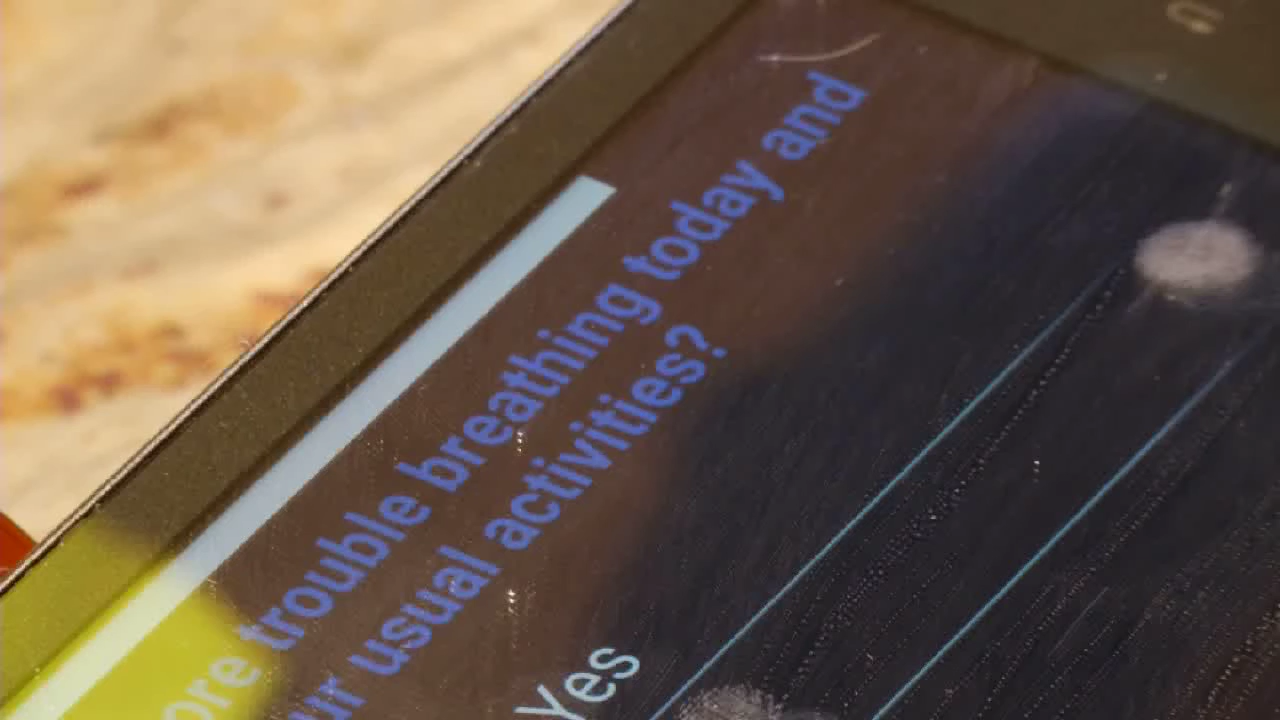 ore trouble breathing today and
ur usual activities?
Yes